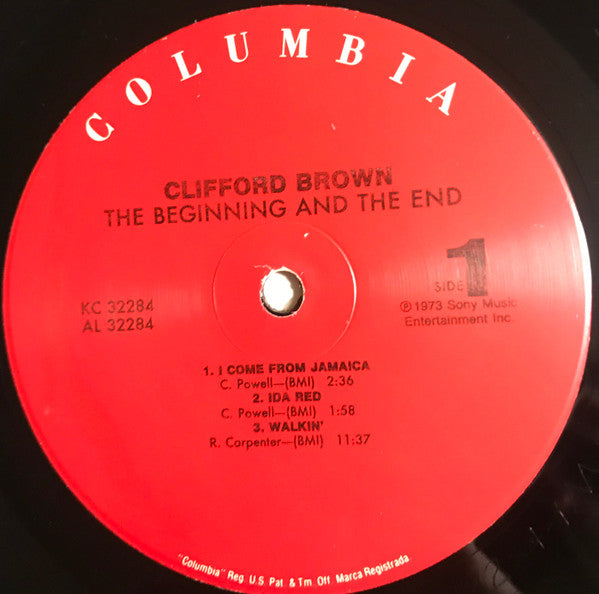 COLUMBIA
CLIFFORD BROWN
THE BEGINNING AND THE END
KC 32284
AL 32284
SIDE 1
℗ 1973 Sony Music
Entertainment Inc.
1. I COME FROM JAMAICA
C. Powell—(BMI) 2:36
2. IDA RED
C. Powell—(BMI) 1:58
3. WALKIN'
R. Carpenter—(BMI) 11:37
"Columbia" Reg. U.S. Pat. & Tm. Off. Marca Registrada.